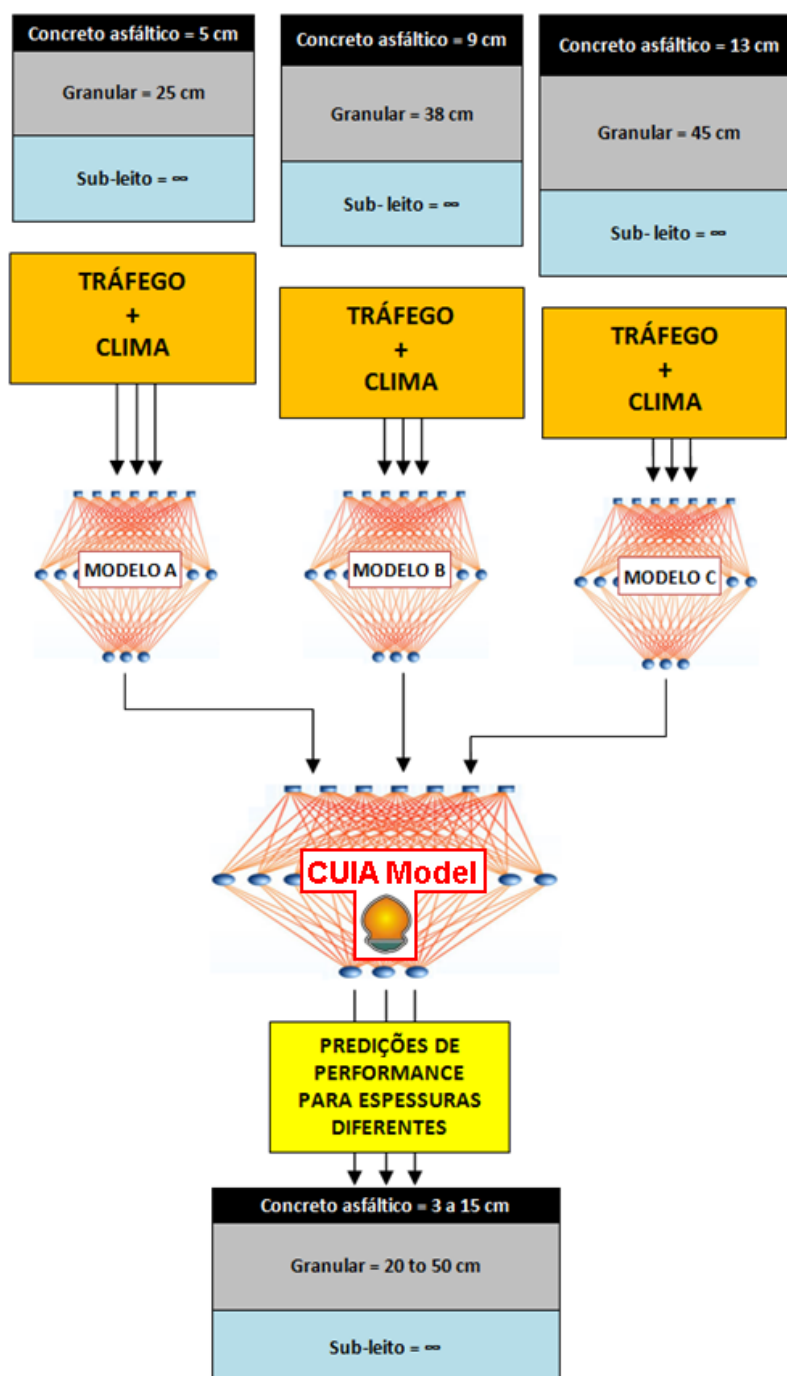 Concreto asfáltico = 5 cm
Granular = 25 cm
Sub-leito = ∞
Concreto asfáltico = 9 cm
Granular = 38 cm
Sub- leito = ∞
Concreto asfáltico = 13 cm
Granular = 45 cm
Sub- leito = ∞
TRÁFEGO
+
CLIMA
TRÁFEGO
+
CLIMA
TRÁFEGO
+
CLIMA
MODELO A
MODELO B
MODELO C
CUIA Model
PREDIÇÕES DE
PERFORMANCE
PARA ESPESSURAS
DIFERENTES
Concreto asfáltico = 3 a 15 cm
Granular = 20 to 50 cm
Sub-leito = ∞